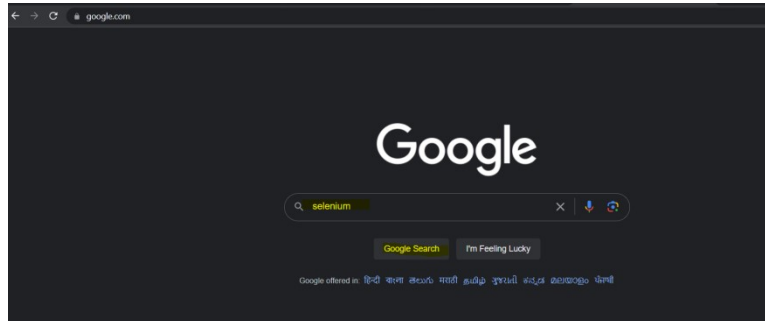 google.com
Google
selenium
Google Search I'm Feeling Lucky
Google offered in: हिन्दी বাংলা తెలుగు मराठी தமிழ் ગુજરાતી ಕನ್ನಡ മലയാളം ਪੰਜਾਬੀ